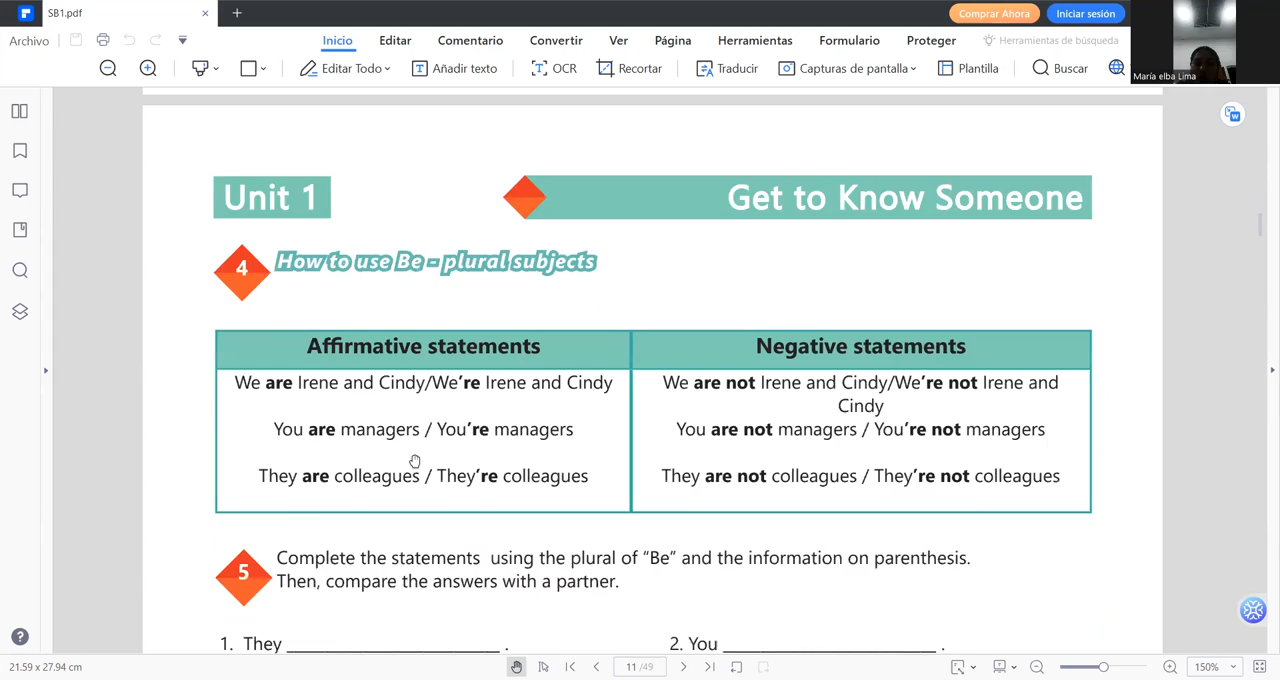 SB1.pdf
Comprar Ahora
Iniciar sesión
Archivo
Inicio
Editar
Comentario
Convertir
Ver
Página
Herramientas
Formulario
Proteger
Herramientas de búsqueda
Editar Todo
Añadir texto
OCR
Recortar
Traducir
Capturas de pantalla
Plantilla
Buscar
María elba Lima
Unit 1
Get to Know Someone
4
How to use Be - plural subjects
Affirmative statements
We are Irene and Cindy/We’re Irene and Cindy
You are managers / You’re managers
They are colleagues / They’re colleagues
Negative statements
We are not Irene and Cindy/We’re not Irene and
Cindy
You are not managers / You’re not managers
They are not colleagues / They’re not colleagues
5
Complete the statements using the plural of “Be” and the information on parenthesis.
Then, compare the answers with a partner.
1. They ________________________ .
2. You ________________________ .
21.59 x 27.94 cm
11 /49
150%